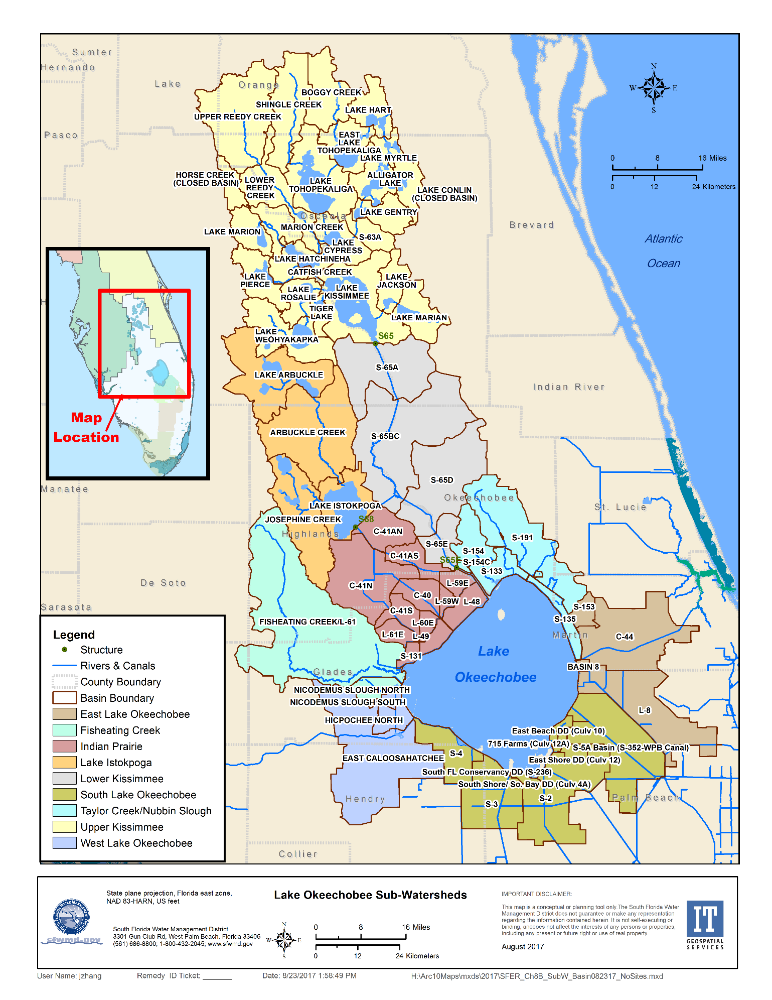 Sumter
Hernando
Lake
Orange
Pasco
BOGGY CREEK
SHINGLE CREEK
LAKE HART
UPPER REEDY CREEK
EAST
LAKE
TOHOPEKALIGA
LAKE MYRTLE
HORSE CREEK
(CLOSED BASIN)
LOWER
REEDY
CREEK
LAKE
TOHOPEKALIGA
ALLIGATOR
LAKE
LAKE CONLIN
(CLOSED BASIN)
LAKE GENTRY
Osceola
MARION CREEK
LAKE MARION
S-63A
LAKE
CYPRESS
LAKE HATCHINEHA
CATFISH CREEK
LAKE
PIERCE
LAKE
ROSALIE
LAKE
KISSIMMEE
LAKE
JACKSON
TIGER
LAKE
LAKE MARIAN
LAKE
WEOHYAKAPKA
S65
N
W E
S
0 8 16 Miles
0 12 24 Kilometers
Brevard
Atlantic
Ocean
H
Map
Location
S-65A
LAKE ARBUCKLE
Indian River
ARBUCKLE CREEK
S-65BC
S-65D
Manatee
Okeechobee
St. Lucie
LAKE ISTOKPOGA
JOSEPHINE CREEK
S68
Highlands
C-41AN
S-191
S-65E
S-154
C-41AS
S65E
S-154C
S-133
De Soto
C-41N
L-59E
C-40
L-59W
L-48
Sarasota
S-153
C-41S
S-135
FISHEATING CREEK/L-61
L-60E
L-61E
L-49
Martin
C-44
Lake
Okeechobee
S-131
BASIN 8
Glades
NICODEMUS SLOUGH NORTH
NICODEMUS SLOUGH SOUTH
L-8
HICPOCHEE NORTH
East Beach DD (Culv 10)
715 Farms (Culv 12A)
S-5A Basin (S-352-WPB Canal)
S-4
EAST CALOOSAHATCHEE
East Shore DD (Culv 12)
South FL Conservancy DD (S-236)
South Shore/ So. Bay DD (Culv 4A)
Hendry
S-2
Palm Beach
S-3
Collier
Legend
Structure
Rivers & Canals
County Boundary
Basin Boundary
East Lake Okeechobee
Fisheating Creek
Indian Prairie
Lake Istokpoga
Lower Kissimmee
South Lake Okeechobee
Taylor Creek/Nubbin Slough
Upper Kissimmee
West Lake Okeechobee
SOUTH FLORIDA WATER MANAGEMENT DISTRICT
sfwmd.gov
State plane projection, Florida east zone,
NAD 83-HARN, US feet
South Florida Water Management District
3301 Gun Club Rd, West Palm Beach, Florida 33406
(561) 686-8800; 1-800-432-2045; www.sfwmd.gov
Lake Okeechobee Sub-Watersheds
N
W E
S
0 8 16 Miles
0 12 24 Kilometers
IMPORTANT DISCLAIMER:
This map is a conceptual or planning tool only.The South Florida Water
Management District does not guarantee or make any representation
regarding the information contained herein. It is not self-executing or
binding, anddoes not affect the interests of any persons or properties,
including any present or future right or use of real property.
August 2017
IT
GEOSPATIAL
SERVICES
User Name: jzhang
Remedy ID Ticket: _______
Date: 8/23/2017 1:58:49 PM
H:\Arc10Maps\mxds\2017\SFER_Ch8B_SubW_Basin082317_NoSites.mxd